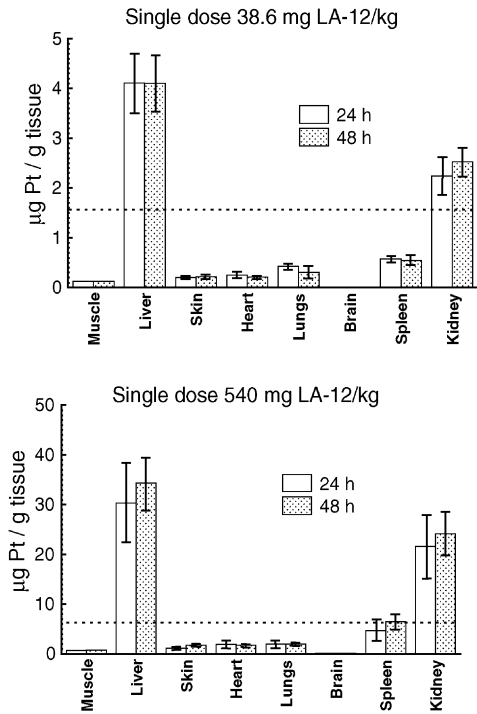 Single dose 38.6 mg LA-12/kg
5
4
3
2
1
0
µg Pt / g tissue
24 h
48 h
Muscle
Liver
Skin
Heart
Lungs
Brain
Spleen
Kidney
Single dose 540 mg LA-12/kg
50
40
30
20
10
0
µg Pt / g tissue
24 h
48 h
Muscle
Liver
Skin
Heart
Lungs
Brain
Spleen
Kidney